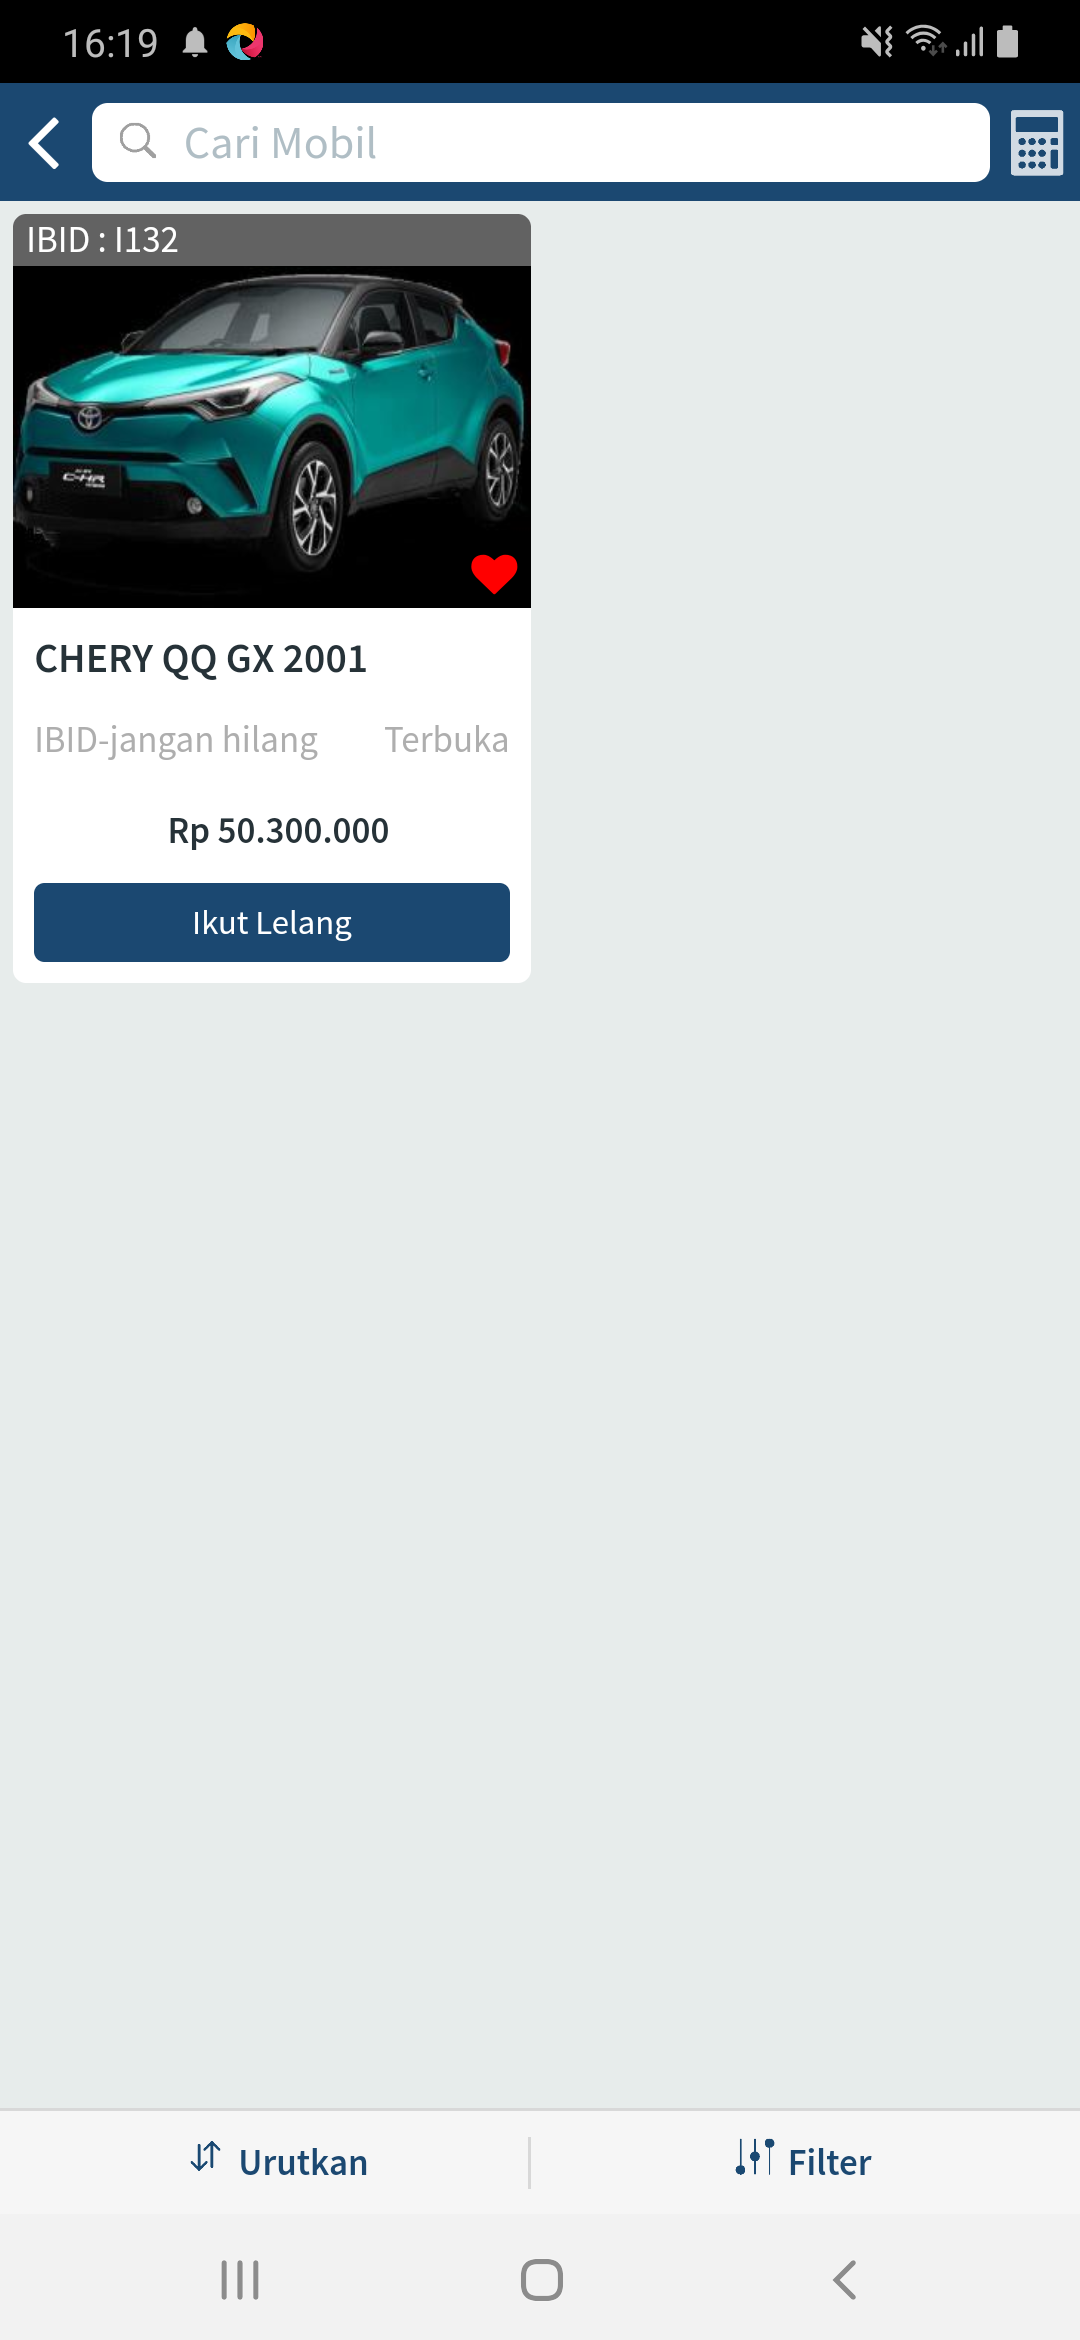 16:19
Cari Mobil
IBID : I132
C-HR
CHERY QQ GX 2001
IBID-jangan hilang Terbuka
Rp 50.300.000
Ikut Lelang
Urutkan Filter